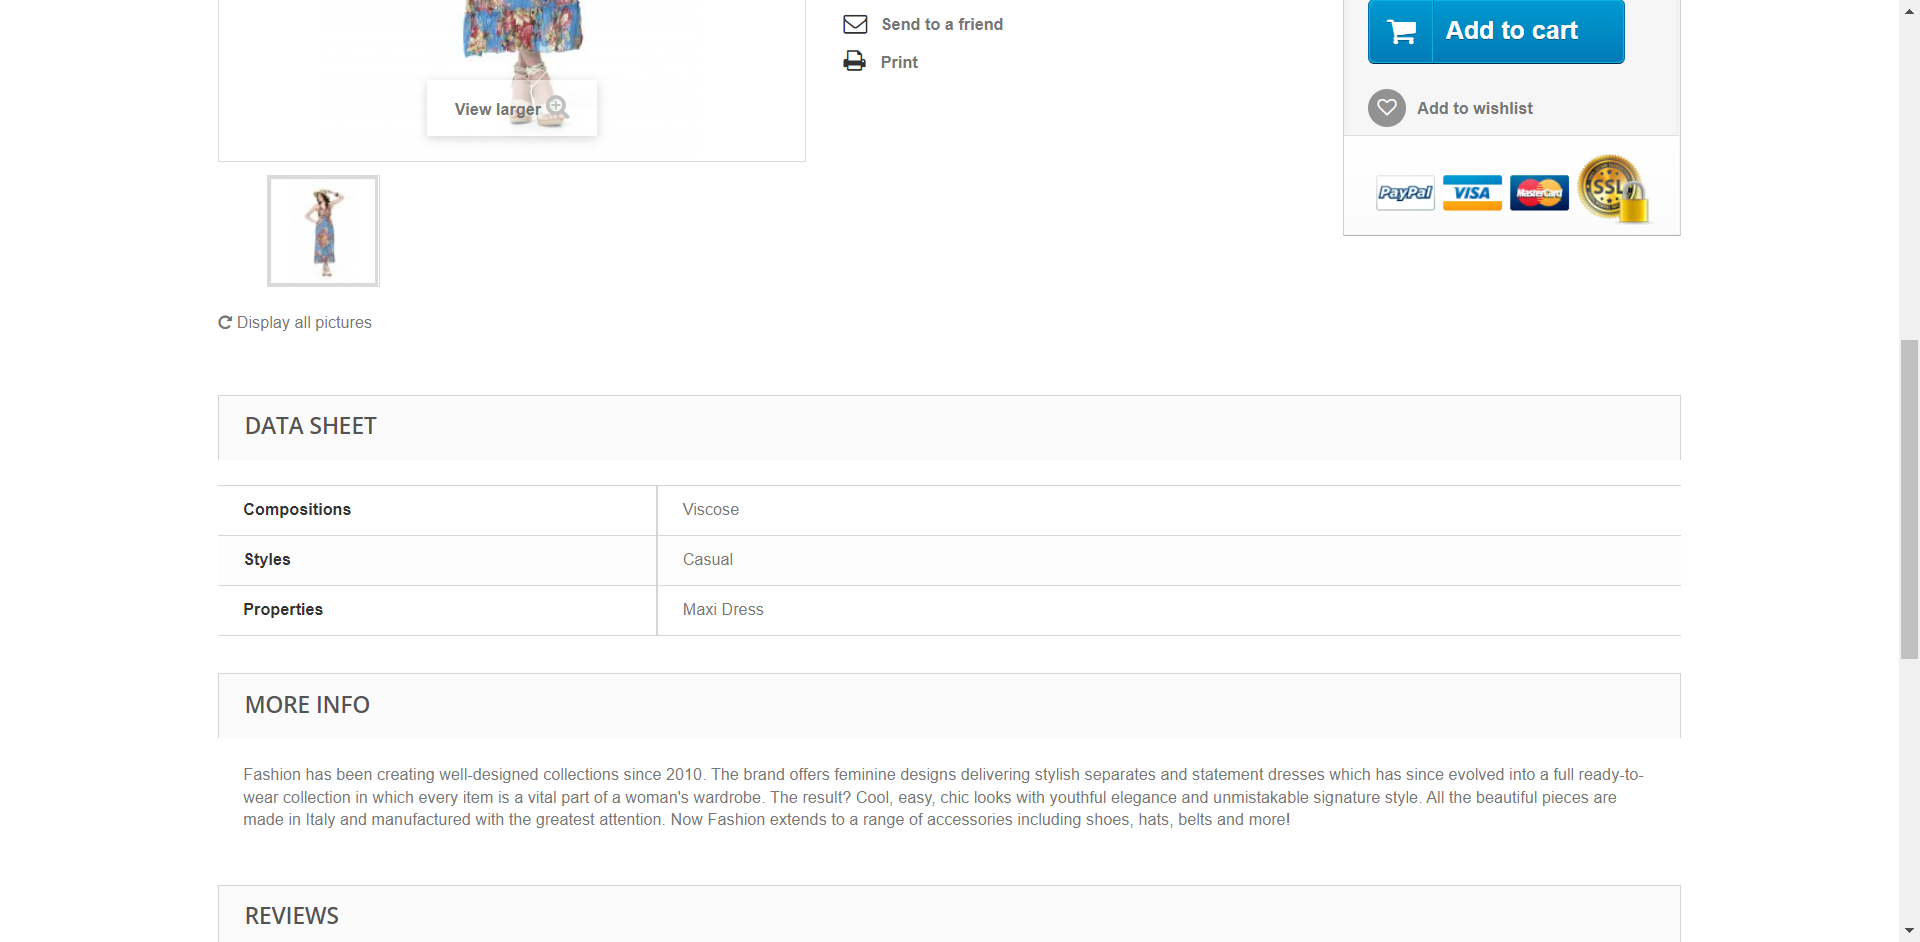 Send to a friend
Print
View larger
Add to cart
Add to wishlist
PayPal VISA MasterCard SSL
Display all pictures
DATA SHEET
Compositions Viscose
Styles Casual
Properties Maxi Dress
MORE INFO
Fashion has been creating well-designed collections since 2010. The brand offers feminine designs delivering stylish separates and statement dresses which has since evolved into a full ready-to-
wear collection in which every item is a vital part of a woman's wardrobe. The result? Cool, easy, chic looks with youthful elegance and unmistakable signature style. All the beautiful pieces are
made in Italy and manufactured with the greatest attention. Now Fashion extends to a range of accessories including shoes, hats, belts and more!
REVIEWS